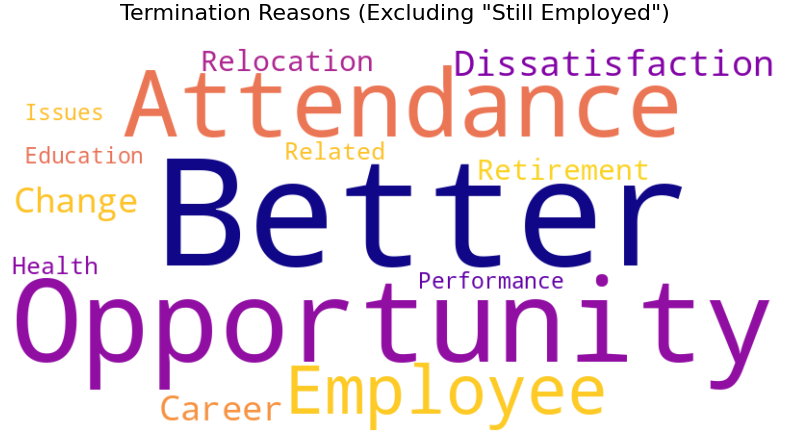 Termination Reasons (Excluding "Still Employed")
Relocation
Dissatisfaction
Attendance
Issues
Education
Related
Retirement
Better
Change
Health
Performance
Opportunity
Employee
Career